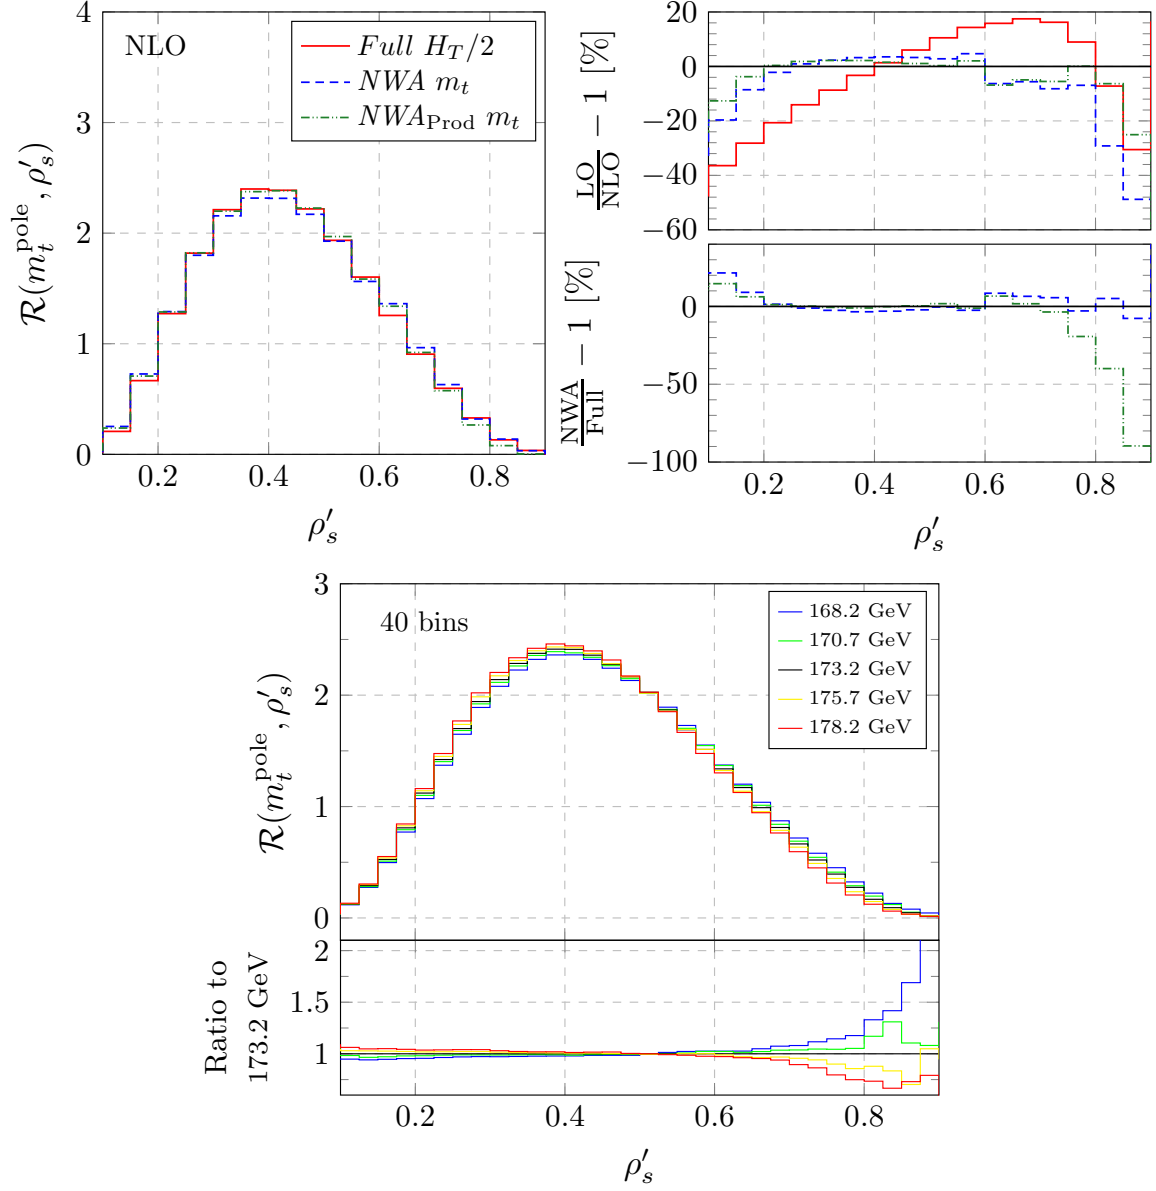 NLO
Full H_T/2
NWA m_t
NWA_Prod m_t
R(m_t^pole, ρ'_s)
4
3
2
1
0
0.2 0.4 0.6 0.8
ρ'_s
LO/NLO − 1 [%]
20
0
−20
−40
−60
NWA/Full − 1 [%]
0
−50
−100
0.2 0.4 0.6 0.8
ρ'_s
40 bins
168.2 GeV
170.7 GeV
173.2 GeV
175.7 GeV
178.2 GeV
R(m_t^pole, ρ'_s)
3
2
1
0
Ratio to
173.2 GeV
2
1.5
1
0.2 0.4 0.6 0.8
ρ'_s